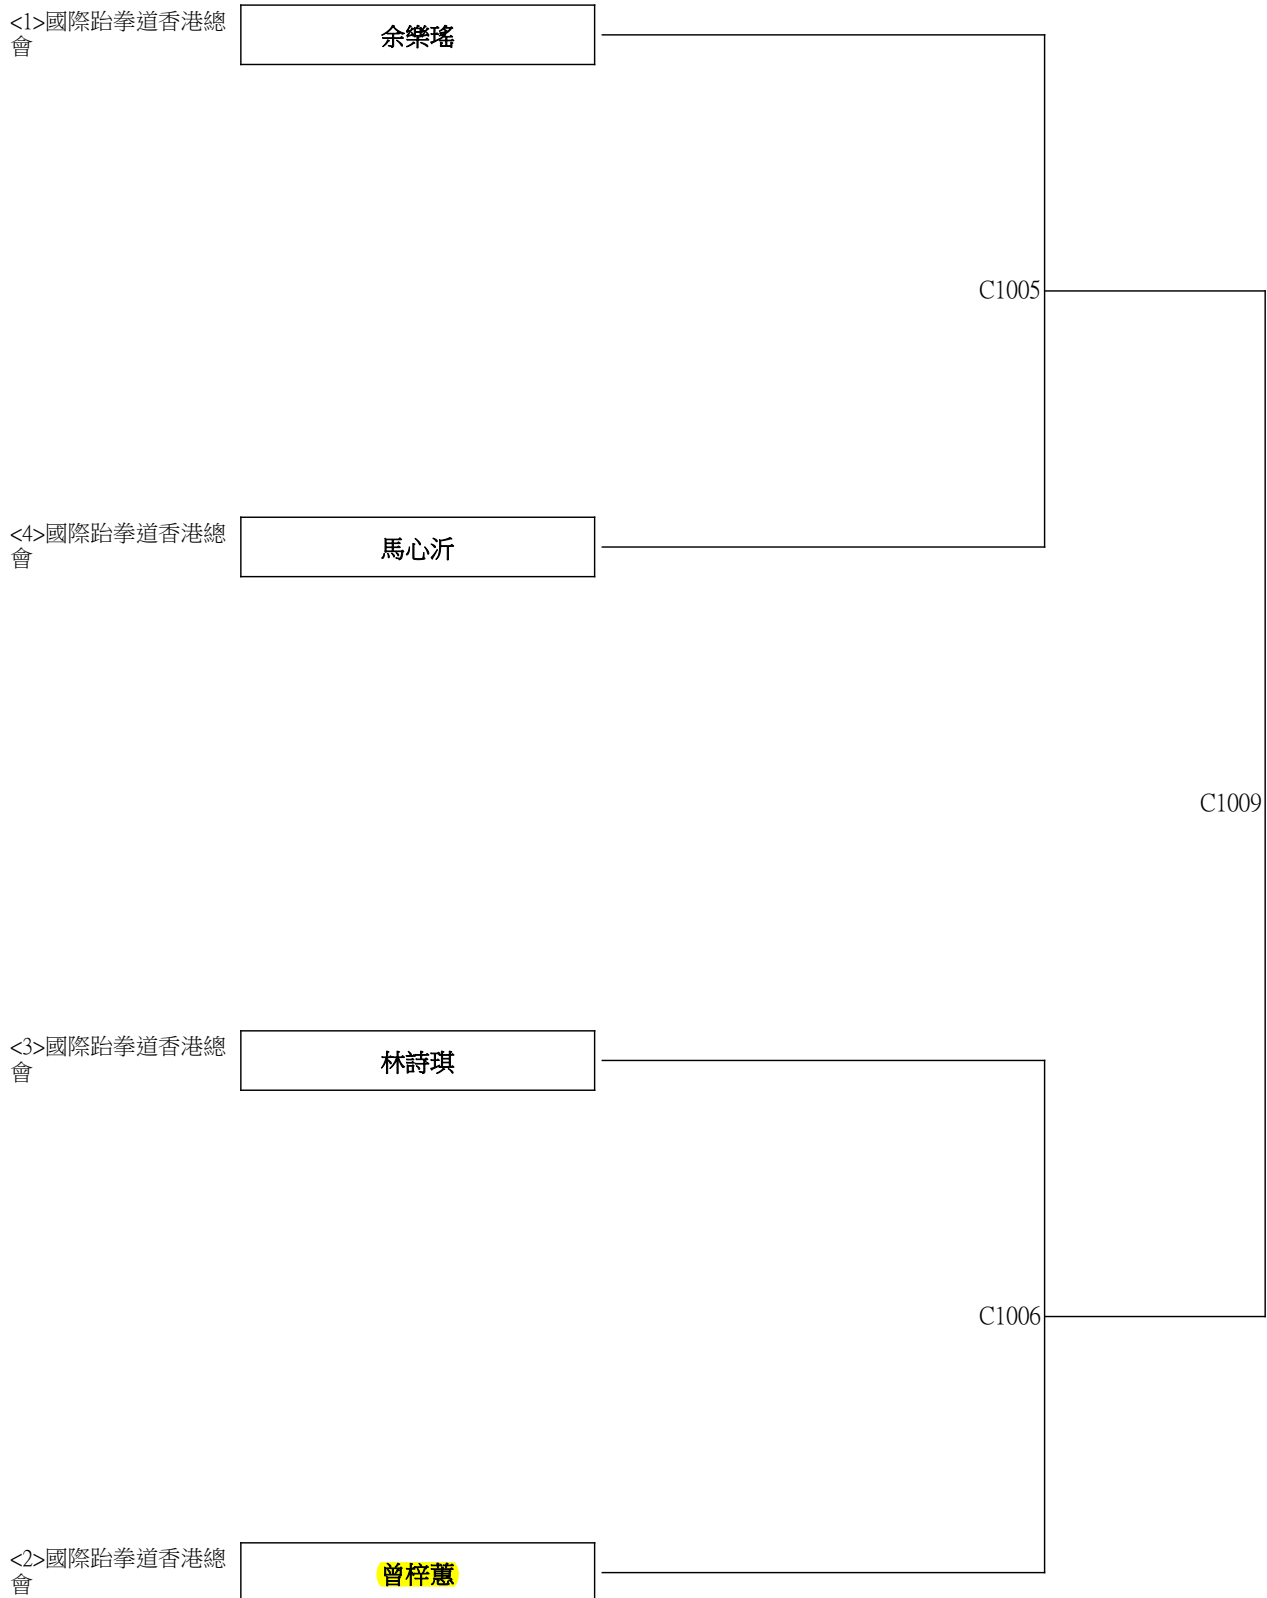 <1>國際跆拳道香港總
會
余樂瑤
C1005
<4>國際跆拳道香港總
會
馬心沂
C1009
<3>國際跆拳道香港總
會
林詩琪
C1006
<2>國際跆拳道香港總
會
曾梓蕙